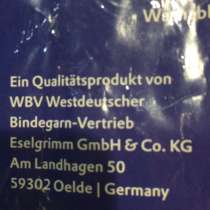 Ein Qualitätsprodukt von
WBV Westdeutscher
Bindegarn-Vertrieb
Eselgrimm GmbH & Co. KG
Am Landhagen 50
59302 Oelde | Germany